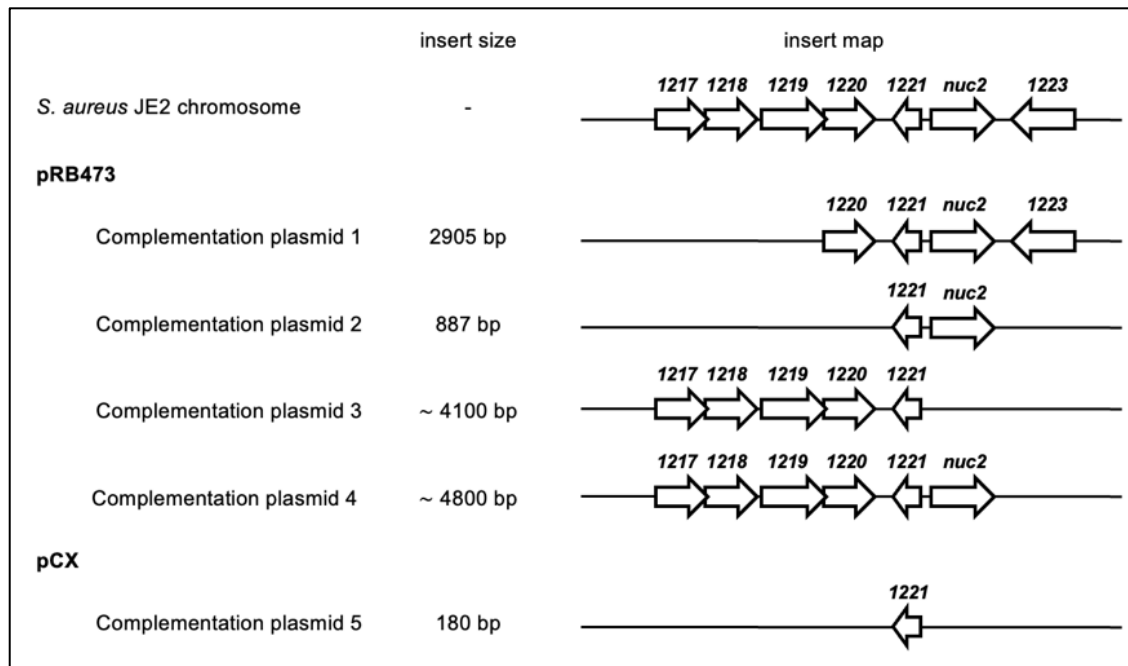 insert size insert map
1217 1218 1219 1220 1221 nuc2 1223
S. aureus JE2 chromosome -
pRB473
1220 1221 nuc2 1223
Complementation plasmid 1 2905 bp
1221 nuc2
Complementation plasmid 2 887 bp
1217 1218 1219 1220 1221
Complementation plasmid 3 ~ 4100 bp
1217 1218 1219 1220 1221 nuc2
Complementation plasmid 4 ~ 4800 bp
pCX
1221
Complementation plasmid 5 180 bp